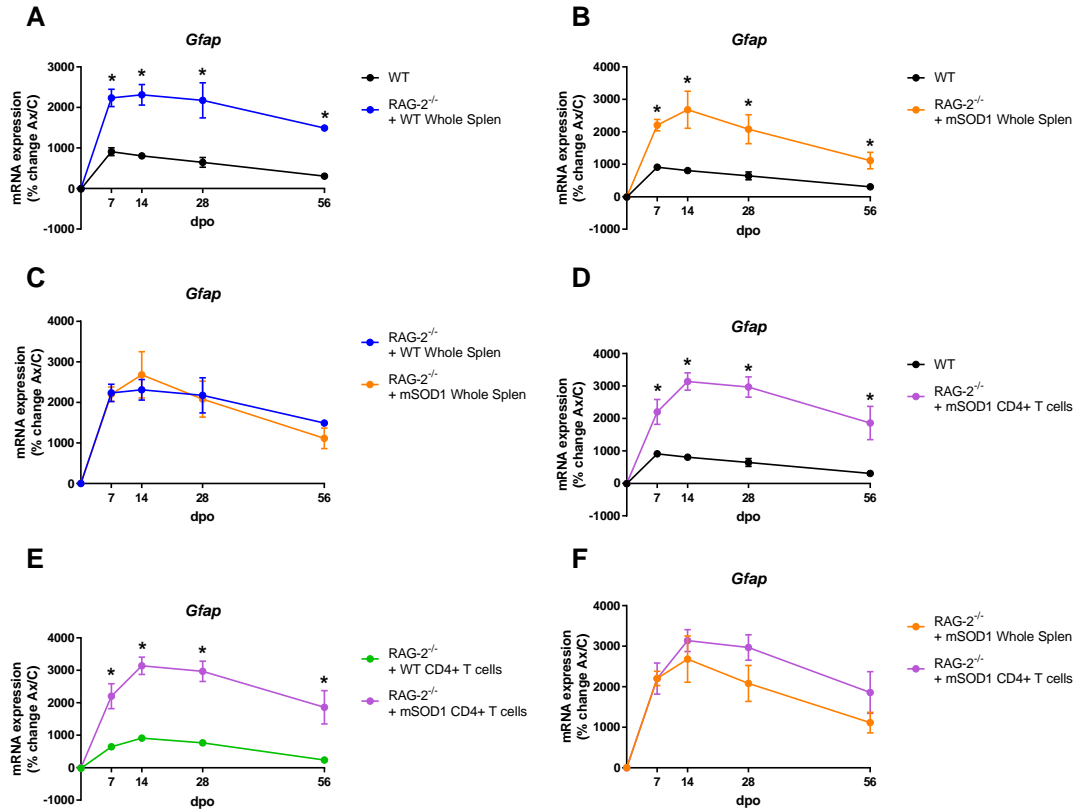 A
Gfap
mRNA expression
(% change Ax/C)
3000
2000
1000
0
-1000
* * * *
7 14 28 56
dpo
WT
RAG-2-/-
+ WT Whole Splen
B
Gfap
mRNA expression
(% change Ax/C)
4000
3000
2000
1000
0
-1000
* * * *
7 14 28 56
dpo
WT
RAG-2-/-
+ mSOD1 Whole Splen
C
Gfap
mRNA expression
(% change Ax/C)
4000
3000
2000
1000
0
7 14 28 56
dpo
RAG-2-/-
+ WT Whole Splen
RAG-2-/-
+ mSOD1 Whole Splen
D
Gfap
mRNA expression
(% change Ax/C)
4000
3000
2000
1000
0
-1000
* * * *
7 14 28 56
dpo
WT
RAG-2-/-
+ mSOD1 CD4+ T cells
E
Gfap
mRNA expression
(% change Ax/C)
4000
3000
2000
1000
0
-1000
* * * *
7 14 28 56
dpo
RAG-2-/-
+ WT CD4+ T cells
RAG-2-/-
+ mSOD1 CD4+ T cells
F
Gfap
mRNA expression
(% change Ax/C)
4000
3000
2000
1000
0
7 14 28 56
dpo
RAG-2-/-
+ mSOD1 Whole Splen
RAG-2-/-
+ mSOD1 CD4+ T cells